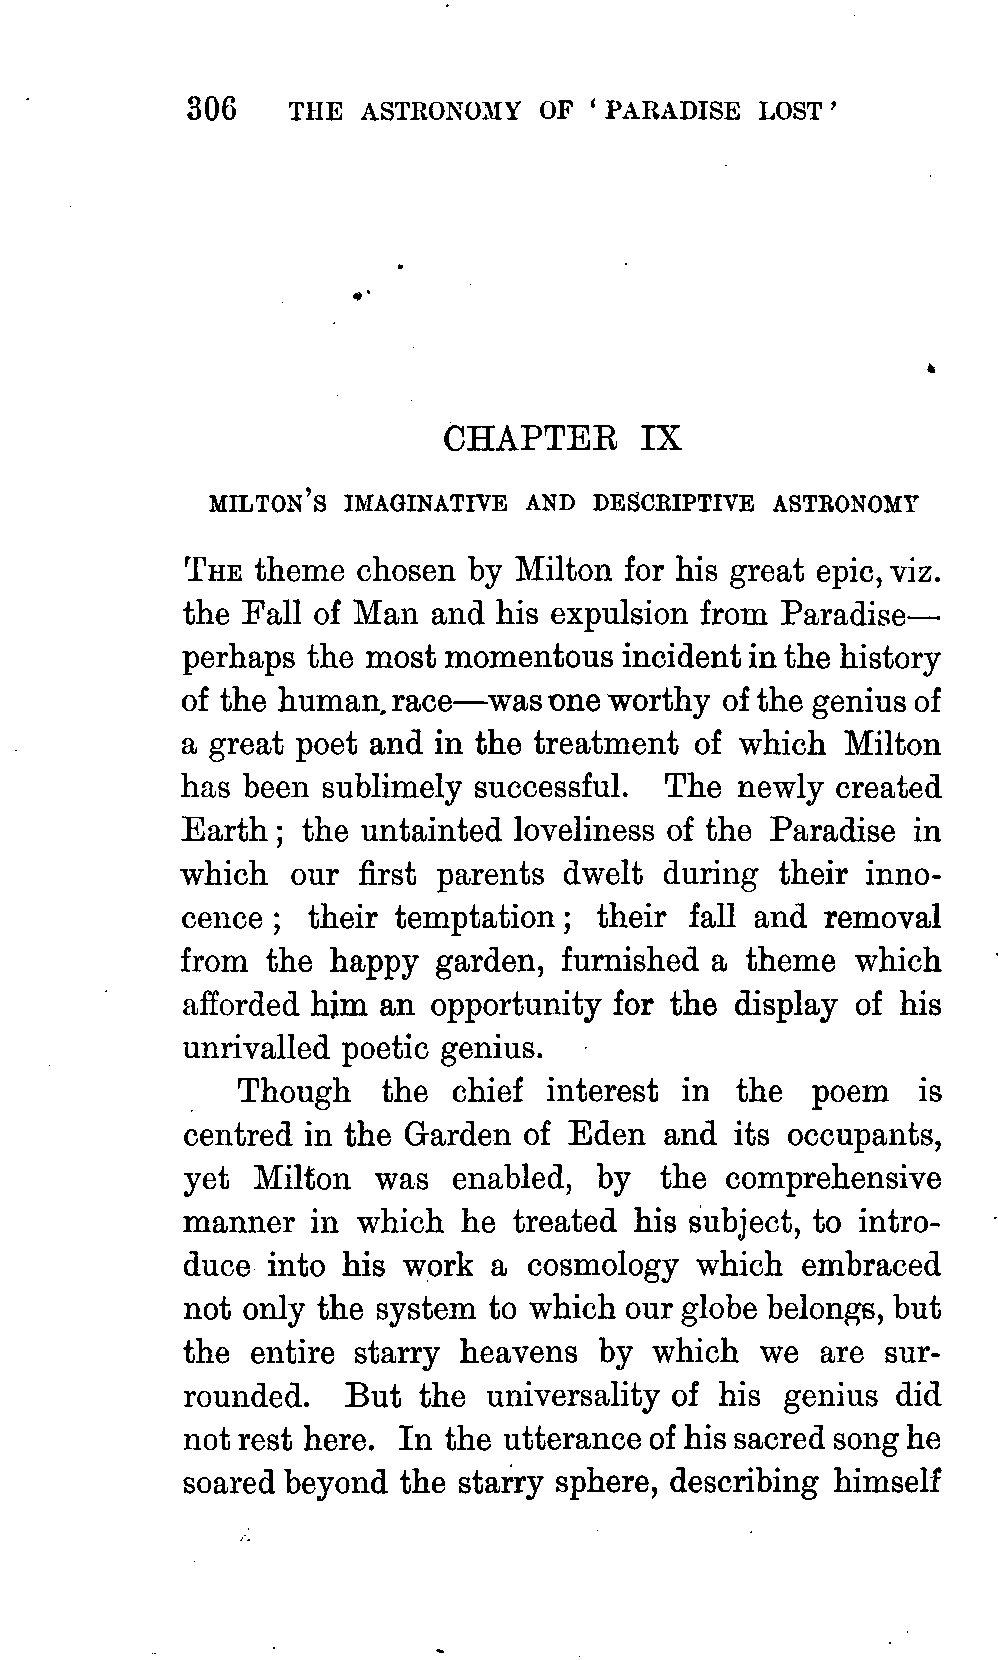 306 THE ASTRONOMY OF ‘PARADISE LOST’
CHAPTER IX
MILTON'S IMAGINATIVE AND DESCRIPTIVE ASTRONOMY
THE theme chosen by Milton for his great epic, viz.
the Fall of Man and his expulsion from Paradise—
perhaps the most momentous incident in the history
of the human race—was one worthy of the genius of
a great poet and in the treatment of which Milton
has been sublimely successful. The newly created
Earth; the untainted loveliness of the Paradise in
which our first parents dwelt during their inno-
cence; their temptation; their fall and removal
from the happy garden, furnished a theme which
afforded him an opportunity for the display of his
unrivalled poetic genius.
Though the chief interest in the poem is
centred in the Garden of Eden and its occupants,
yet Milton was enabled, by the comprehensive
manner in which he treated his subject, to intro-
duce into his work a cosmology which embraced
not only the system to which our globe belongs, but
the entire starry heavens by which we are sur-
rounded. But the universality of his genius did
not rest here. In the utterance of his sacred song he
soared beyond the starry sphere, describing himself